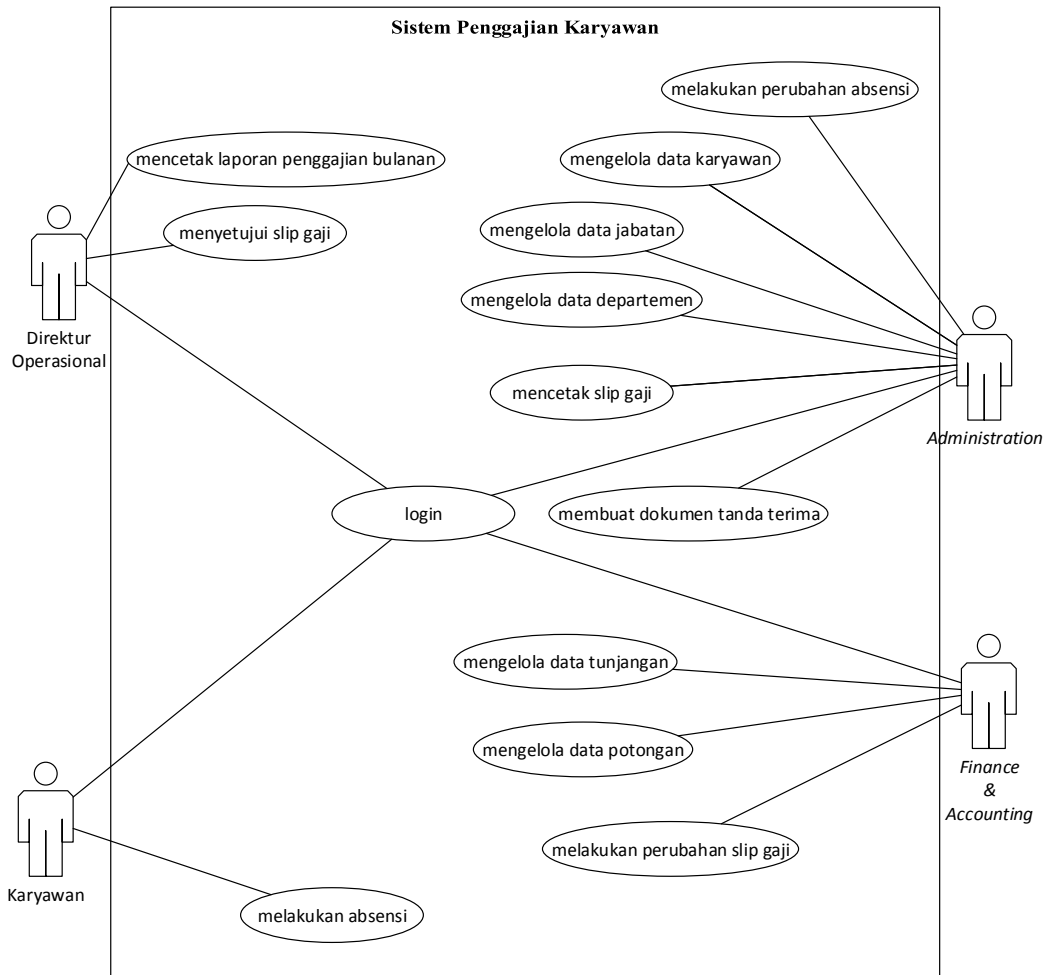 Sistem Penggajian Karyawan
melakukan perubahan absensi
mencetak laporan penggajian bulanan
mengelola data karyawan
menyetujui slip gaji
mengelola data jabatan
mengelola data departemen
Direktur
Operasional
mencetak slip gaji
Administration
login
membuat dokumen tanda terima
mengelola data tunjangan
mengelola data potongan
Finance
&
Accounting
melakukan perubahan slip gaji
Karyawan
melakukan absensi